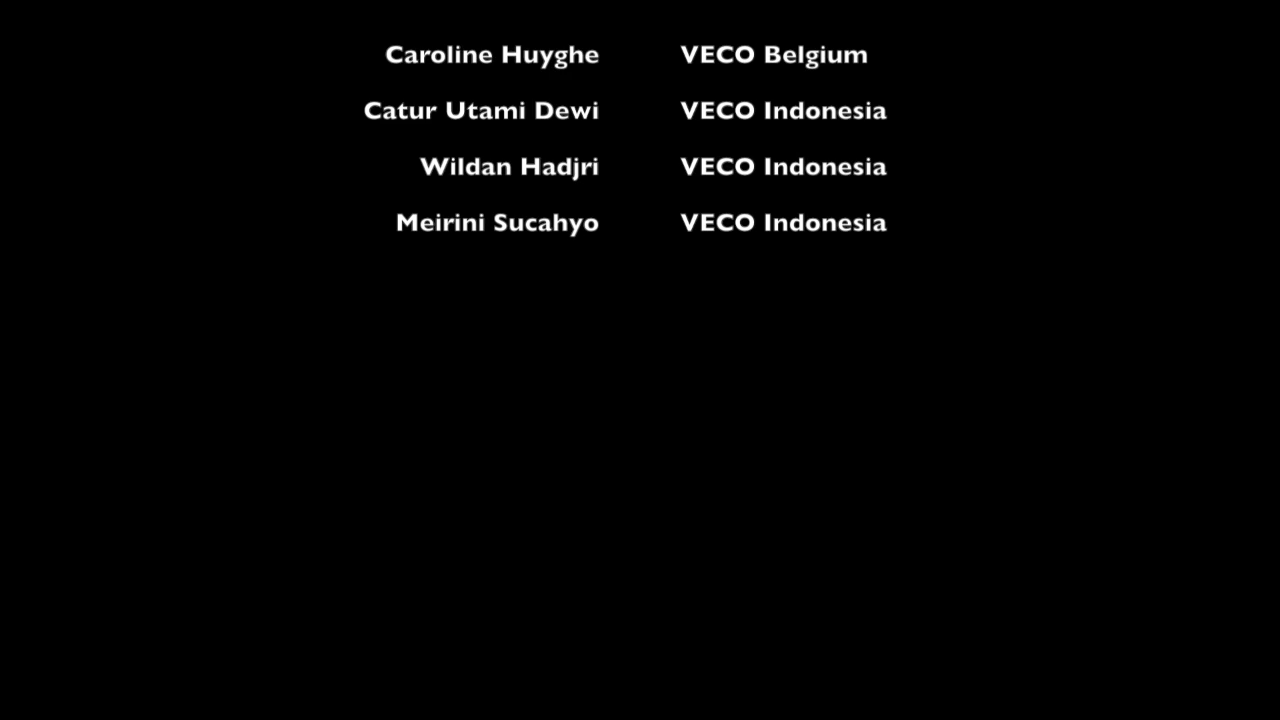 Caroline Huyghe VECO Belgium
Catur Utami Dewi VECO Indonesia
Wildan Hadjri VECO Indonesia
Meirini Sucahyo VECO Indonesia